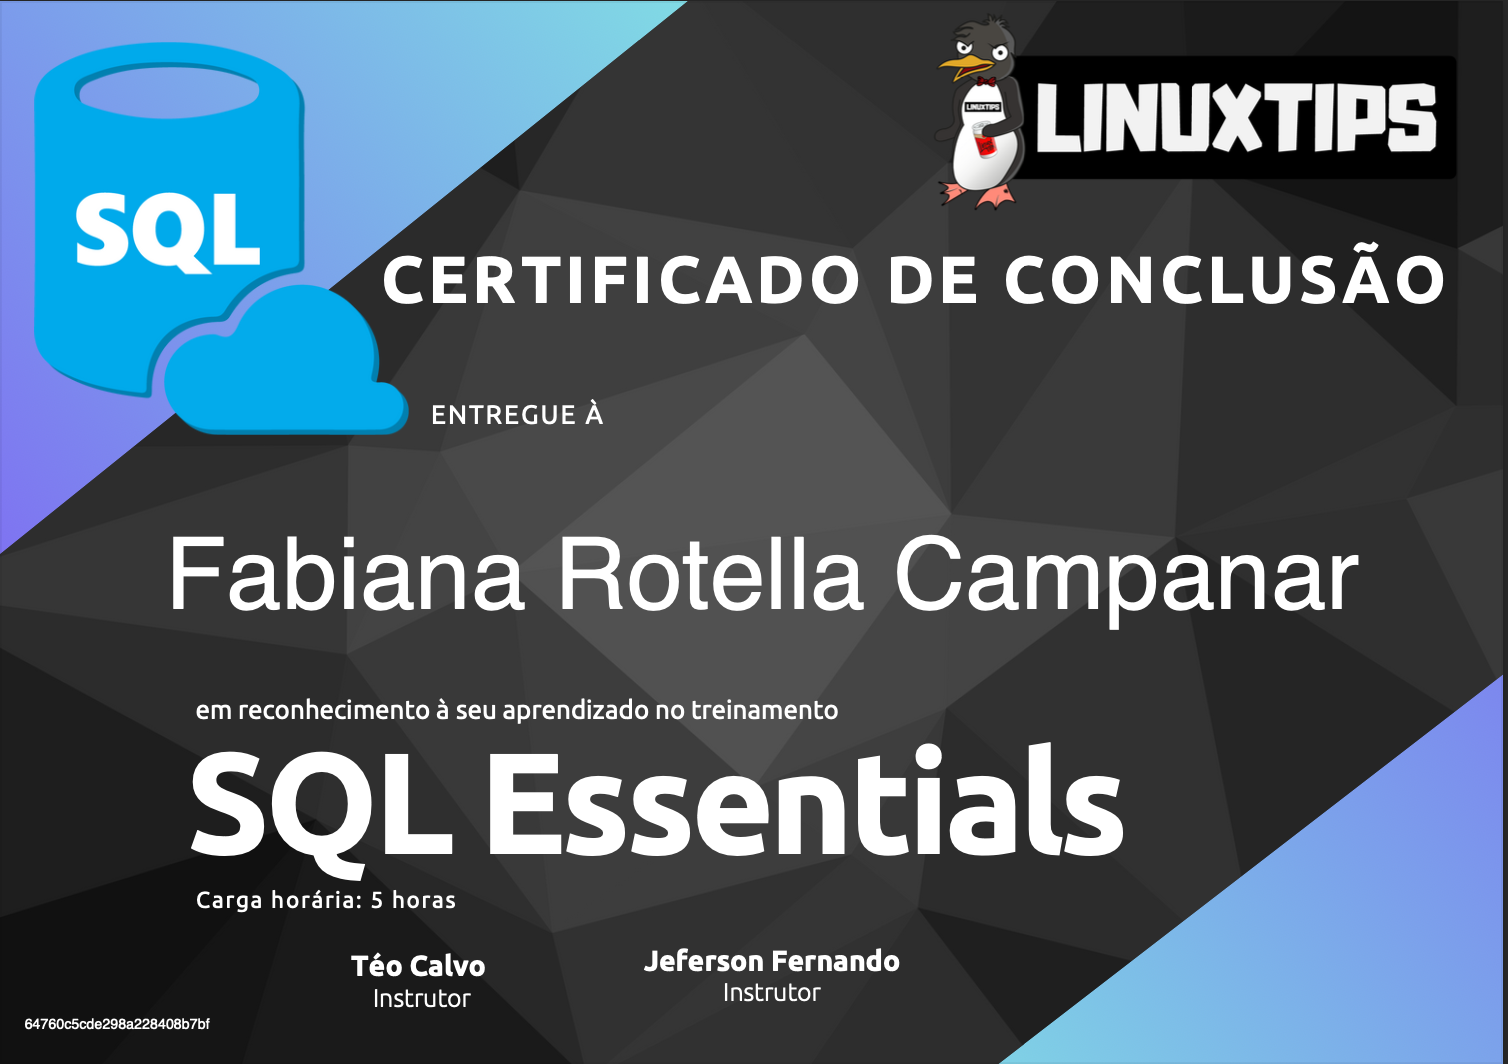 LINUXTIPS
LINUXTIPS
SQL
CERTIFICADO DE CONCLUSÃO
ENTREGUE À
Fabiana Rotella Campanar
em reconhecimento à seu aprendizado no treinamento
SQL Essentials
Carga horária: 5 horas
Téo Calvo
Instrutor
Jeferson Fernando
Instrutor
64760c5cde298a228408b7bf